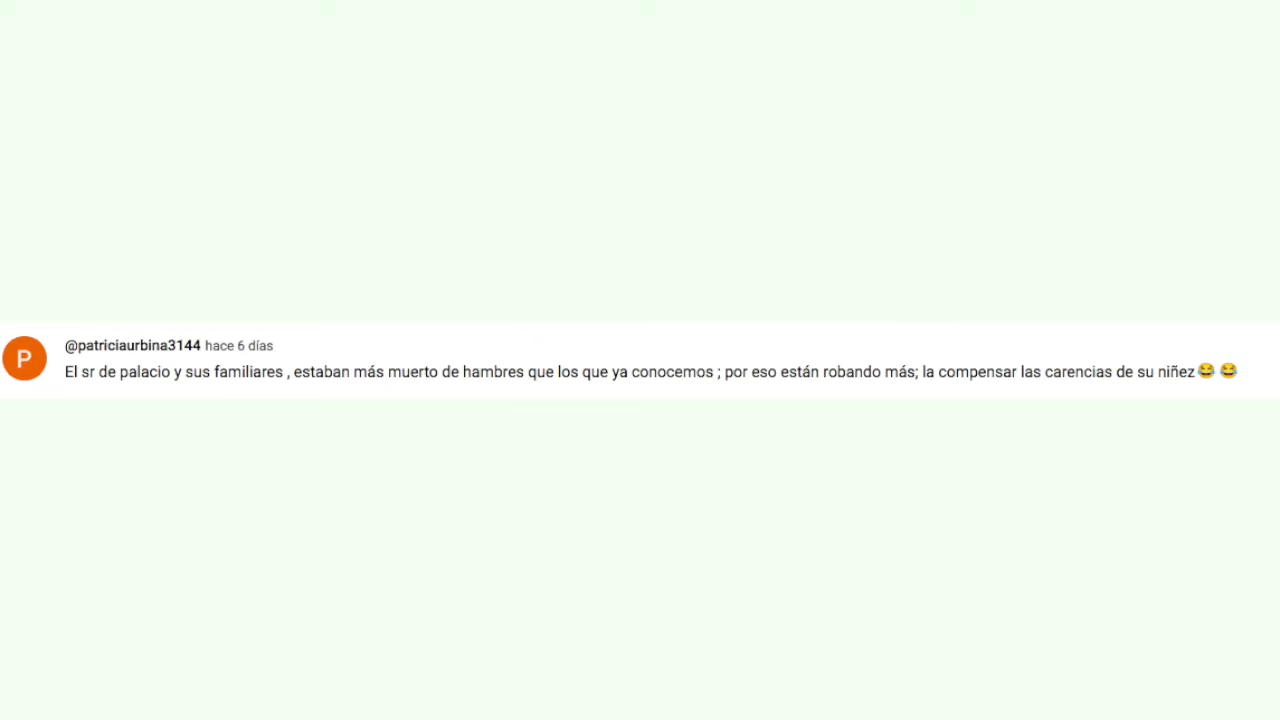 P
@patriciaurbina3144 hace 6 días
El sr de palacio y sus familiares , estaban más muerto de hambres que los que ya conocemos ; por eso están robando más; la compensar las carencias de su niñez😂 😂